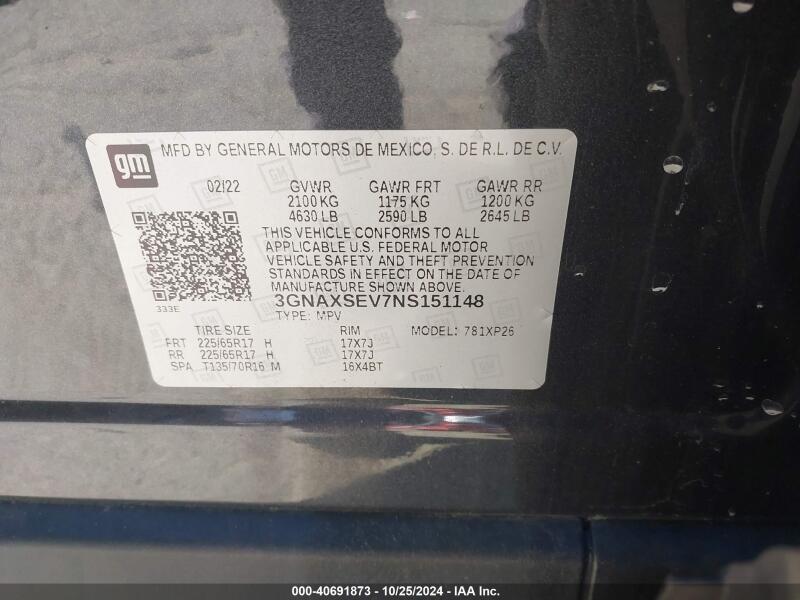 gm MFD BY GENERAL MOTORS DE MEXICO, S. DE R.L. DE C.V.
02/22 GVWR GAWR FRT GAWR RR
2100 KG 1175 KG 1200 KG
4630 LB 2590 LB 2645 LB
THIS VEHICLE CONFORMS TO ALL
APPLICABLE U.S. FEDERAL MOTOR
VEHICLE SAFETY AND THEFT PREVENTION
STANDARDS IN EFFECT ON THE DATE OF
MANUFACTURE SHOWN ABOVE.
333E 3GNAXSEV7NS151148
TYPE: MPV
TIRE SIZE RIM MODEL: 781XP26
FRT 225/65R17 H 17X7J
RR 225/65R17 H 17X7J
SPA T135/70R16 M 16X4BT
000-40691873 - 10/25/2024 - IAA Inc.